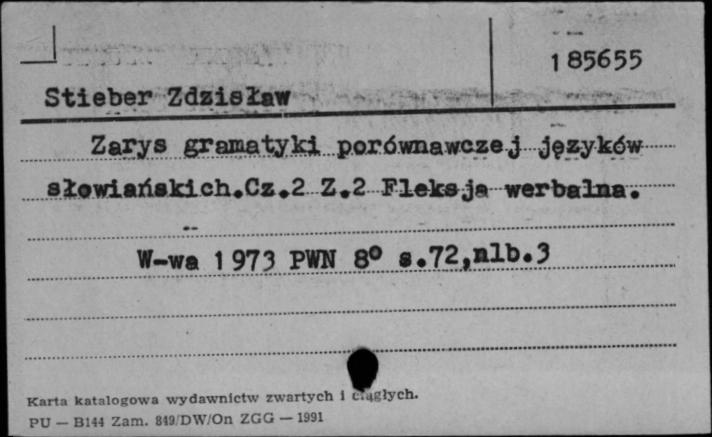 185655
Stieber Zdzisław
Zarys gramatyki porównawczej języków
słowiańskich.Cz.2 Z.2 Fleksja werbalna.
W-wa 1973 PWN 8° s.72,nlb.3
Karta katalogowa wydawnictw zwartych i ciągłych.
PU — B144 Zam. 849/DW/On ZGG — 1991